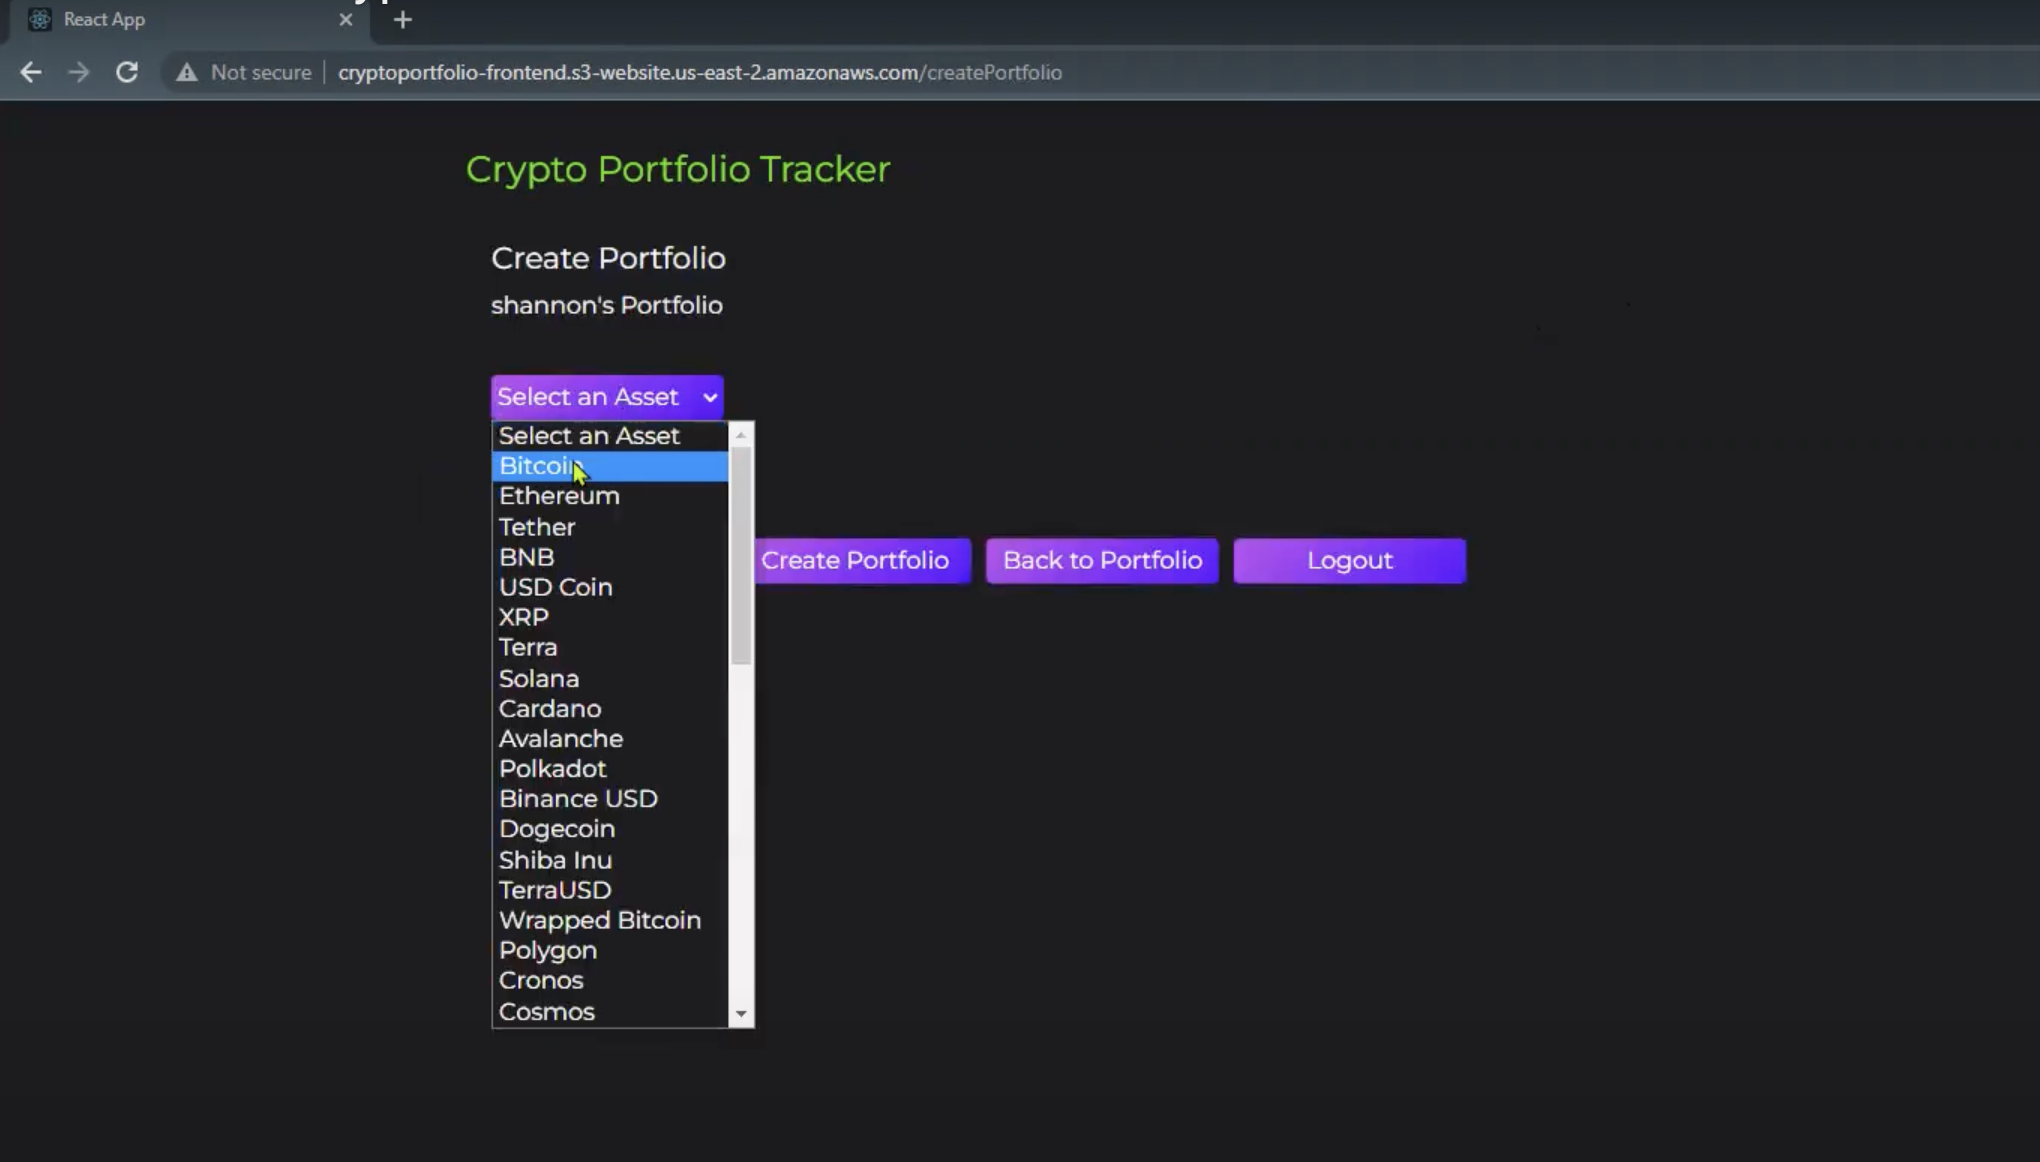 React App
Not secure
cryptoportfolio-frontend.s3-website.us-east-2.amazonaws.com/createPortfolio
Crypto Portfolio Tracker
Create Portfolio
shannon's Portfolio
Select an Asset
Select an Asset
Bitcoin
Ethereum
Tether
BNB
USD Coin
XRP
Terra
Solana
Cardano
Avalanche
Polkadot
Binance USD
Dogecoin
Shiba Inu
TerraUSD
Wrapped Bitcoin
Polygon
Cronos
Cosmos
Create Portfolio
Back to Portfolio
Logout